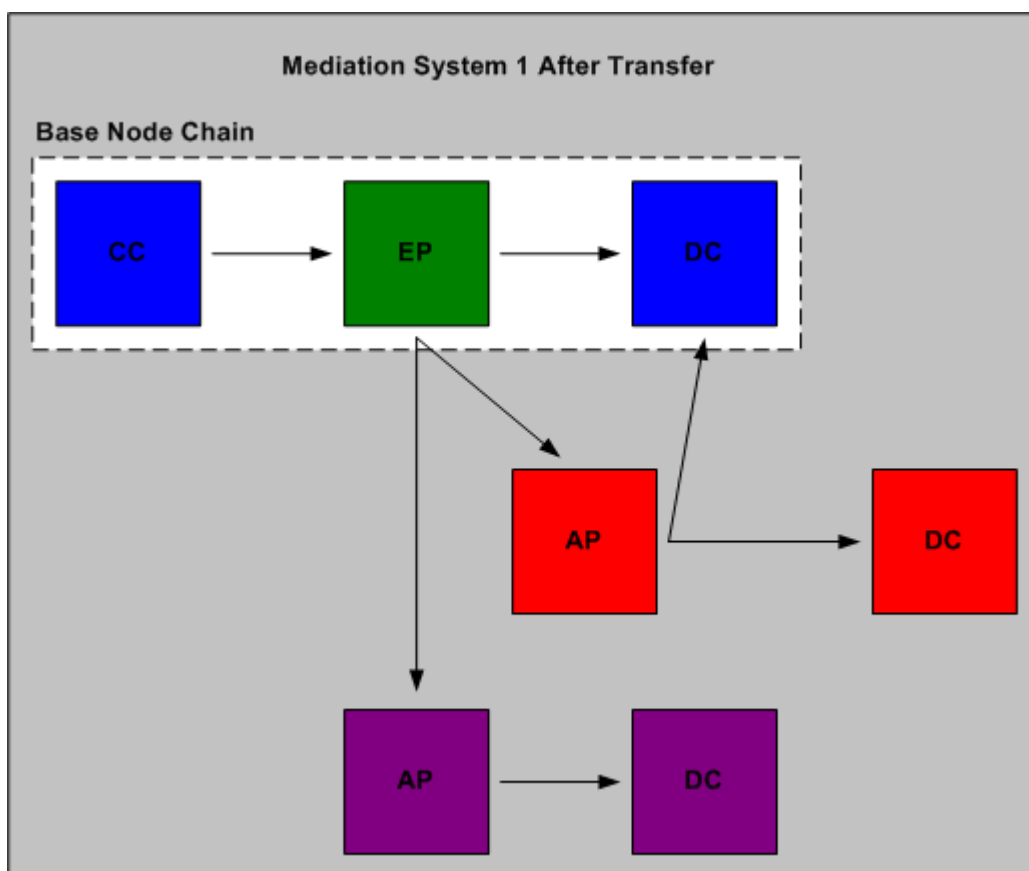 Mediation System 1 After Transfer
Base Node Chain
CC
EP
DC
AP
DC
AP
DC